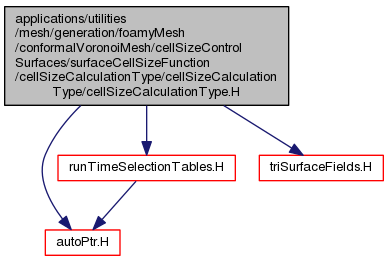 applications/utilities
/mesh/generation/foamyMesh
/conformalVoronoiMesh/cellSizeControl
Surfaces/surfaceCellSizeFunction
/cellSizeCalculationType/cellSizeCalculation
Type/cellSizeCalculationType.H
runTimeSelectionTables.H
triSurfaceFields.H
autoPtr.H